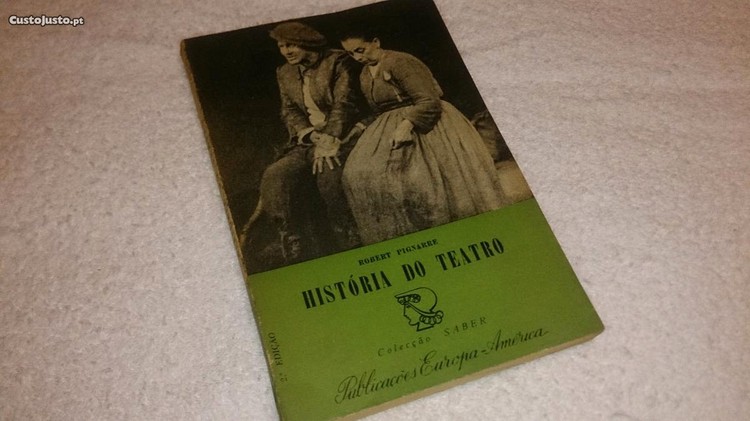 CustoJusto.pt
ROBERT PIGNARRE
HISTÓRIA DO TEATRO
Colecção SABER
Publicações Europa-América
2.ª EDIÇÃO